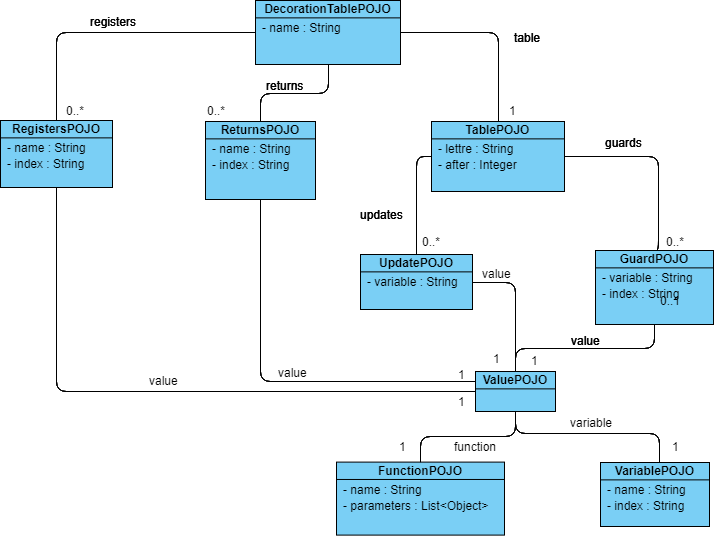 DecorationTablePOJO
- name : String
registers
table
returns
0..*
0..*
1
RegistersPOJO
- name : String
- index : String
ReturnsPOJO
- name : String
- index : String
TablePOJO
- lettre : String
- after : Integer
guards
updates
0..*
0..*
UpdatePOJO
- variable : String
value
GuardPOJO
- variable : String
- index : String
0..1
value
1
1
value
value
1
1
ValuePOJO
function
variable
1
1
FunctionPOJO
- name : String
- parameters : List<Object>
VariablePOJO
- name : String
- index : String